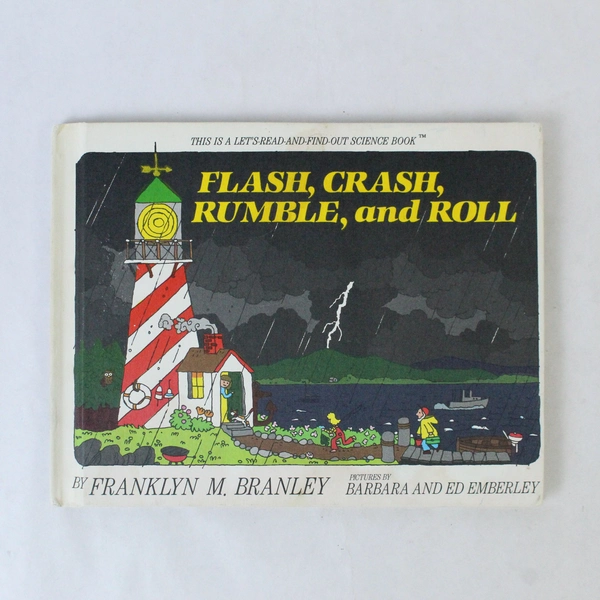 THIS IS A LET'S-READ-AND-FIND-OUT SCIENCE BOOK™
FLASH, CRASH,
RUMBLE, and ROLL
BY FRANKLYN M. BRANLEY
PICTURES BY
BARBARA AND ED EMBERLEY